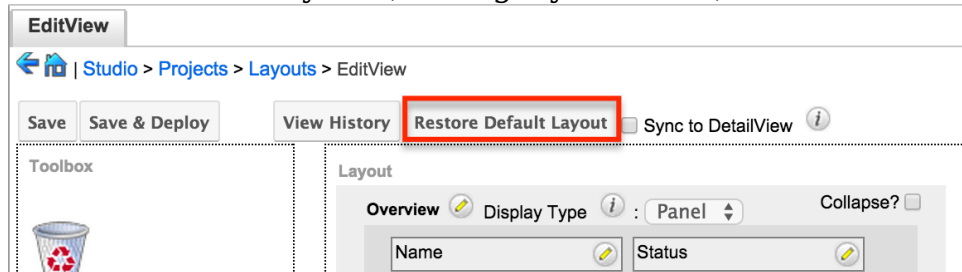 EditView
| Studio > Projects > Layouts > EditView
Save Save & Deploy View History Restore Default Layout Sync to DetailView i
Toolbox
Layout
Overview Display Type i : Panel Collapse?
Name Status